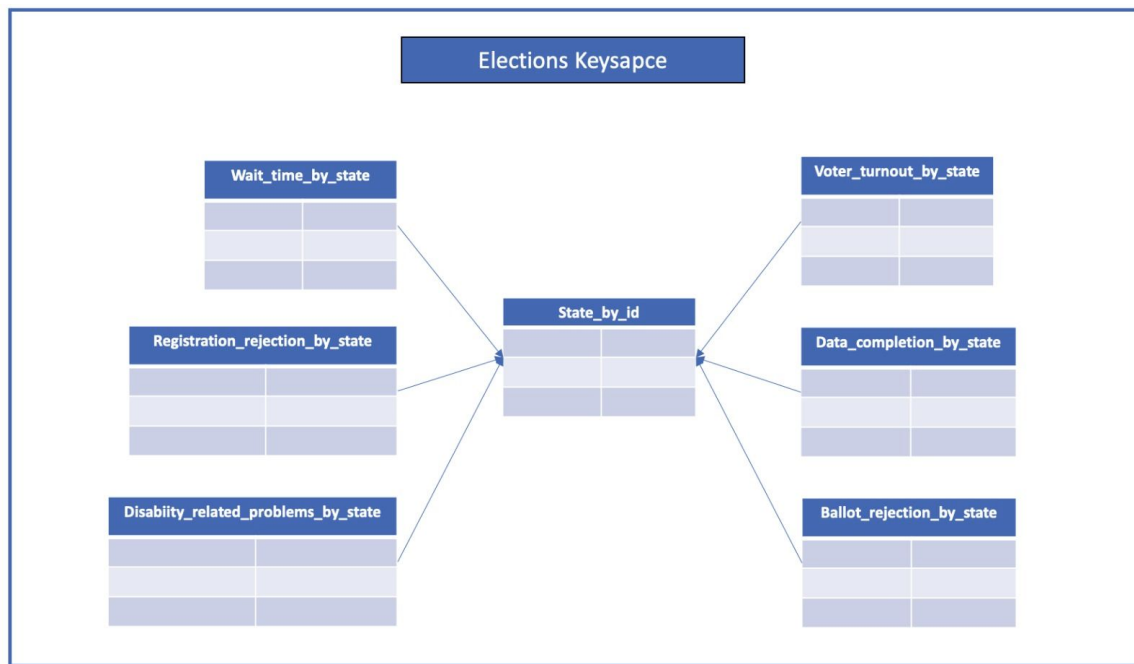 Elections Keysapce
Wait_time_by_state
Voter_turnout_by_state
State_by_id
Registration_rejection_by_state
Data_completion_by_state
Disabiity_related_problems_by_state
Ballot_rejection_by_state